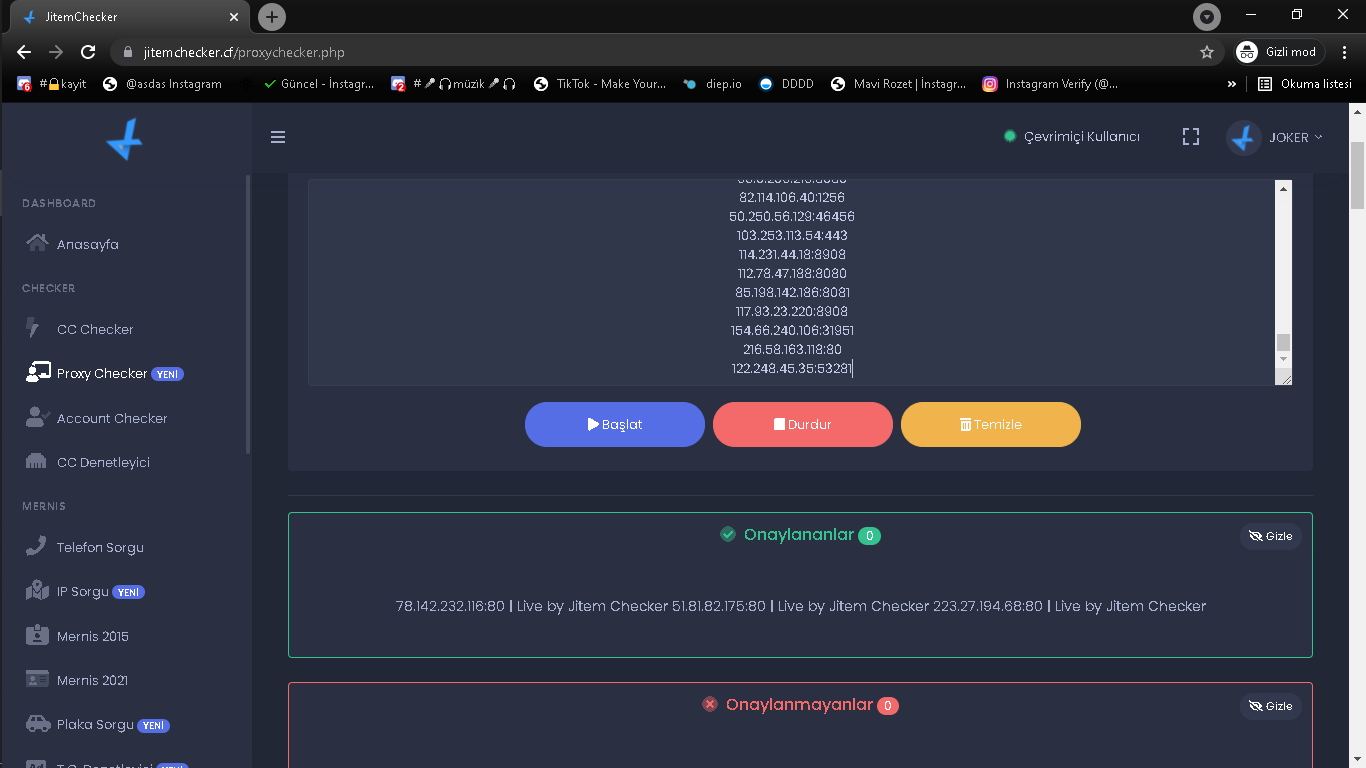 JitemChecker
jitemchecker.cf/proxychecker.php
Gizli mod
#🔒kayit
@asdas Instagram
Güncel - İnstagr...
#🎤🎧müzik🎤🎧
TikTok - Make Your...
diep.io
DDDD
Mavi Rozet | İnstagr...
Instagram Verify (@...
»
Okuma listesi
Çevrimiçi Kullanıcı
JOKER
DASHBOARD
Anasayfa
CHECKER
CC Checker
Proxy Checker YENİ
Account Checker
CC Denetleyici
MERNIS
Telefon Sorgu
IP Sorgu YENİ
Mernis 2015
Mernis 2021
Plaka Sorgu YENİ
T.C. Denetleyici YENİ
82.114.106.40:1256
50.250.56.129:46456
103.253.113.54:443
114.231.44.18:8908
112.78.47.188:8080
85.198.142.186:8081
117.93.23.220:8908
154.66.240.106:31951
216.58.163.118:80
122.248.45.35:53281
Başlat
Durdur
Temizle
Onaylananlar 0
Gizle
78.142.232.116:80 | Live by Jitem Checker 51.81.82.175:80 | Live by Jitem Checker 223.27.194.68:80 | Live by Jitem Checker
Onaylanmayanlar 0
Gizle